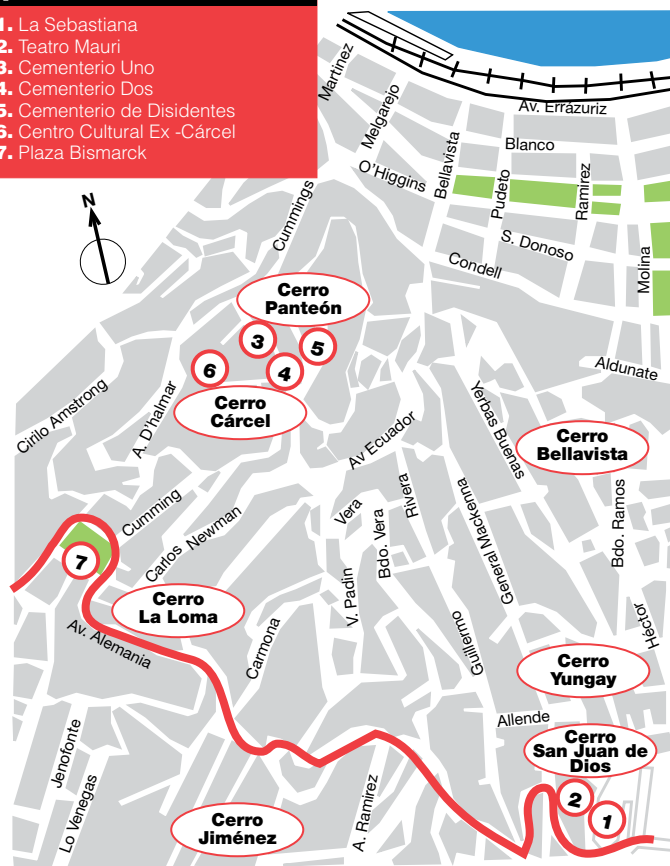 1. La Sebastiana
2. Teatro Mauri
3. Cementerio Uno
4. Cementerio Dos
5. Cementerio de Disidentes
6. Centro Cultural Ex -Cárcel
7. Plaza Bismarck
N
Martinez
Melgarejo
Av. Errázuriz
Blanco
Bellavista
O'Higgins
Pudeto
Ramirez
Cummings
S. Donoso
Condell
Molina
Cerro
Panteón
3
5
4
6
Cerro
Cárcel
Aldunate
Cirilo Amstrong
A. D'halmar
Av Ecuador
Yerbas Buenas
Cerro
Bellavista
Cumming
Carlos Newman
Vera
Rivera
Bdo. Vera
General Mackenna
Bdo. Ramos
7
Cerro
La Loma
V. Padin
Av. Alemania
Carmona
Guillermo
Héctor
Cerro
Yungay
Allende
Cerro
San Juan de
Dios
2
1
Jenofonte
Lo Venegas
Cerro
Jiménez
A. Ramirez